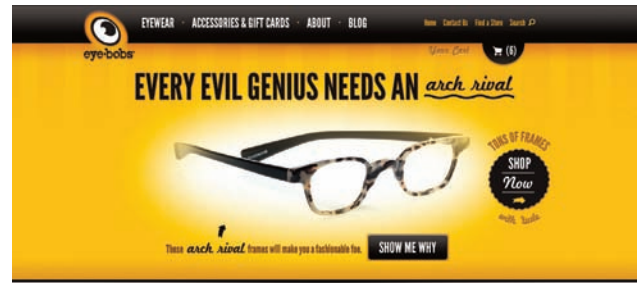 EYEWEAR · ACCESSORIES & GIFT CARDS · ABOUT · BLOG
Home Contact Us Find a Store Search
eye•bobs
Your Cart (6)
EVERY EVIL GENIUS NEEDS AN arch rival
TONS OF FRAMES
SHOP
Now
These arch rival frames will make you a fashionable foe.
SHOW ME WHY